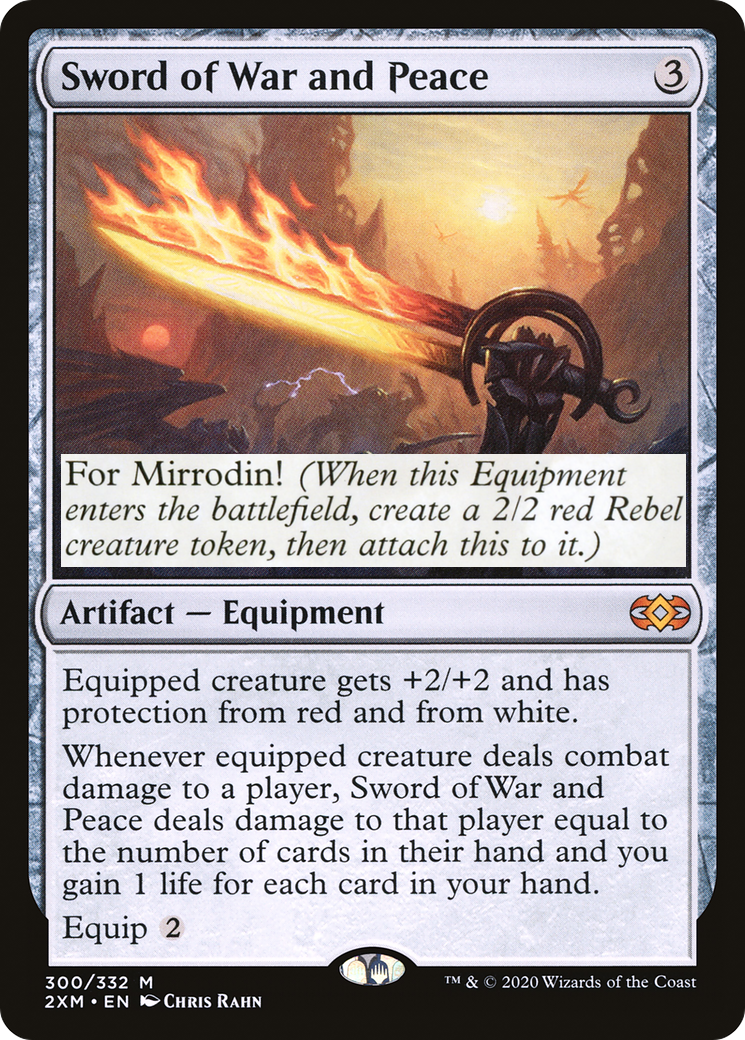 Sword of War and Peace 3
For Mirrodin! (When this Equipment
enters the battlefield, create a 2/2 red Rebel
creature token, then attach this to it.)
Artifact — Equipment
Equipped creature gets +2/+2 and has
protection from red and from white.
Whenever equipped creature deals combat
damage to a player, Sword of War and
Peace deals damage to that player equal to
the number of cards in their hand and you
gain 1 life for each card in your hand.
Equip 2
300/332 M
2XM • EN Chris Rahn
™ & © 2020 Wizards of the Coast